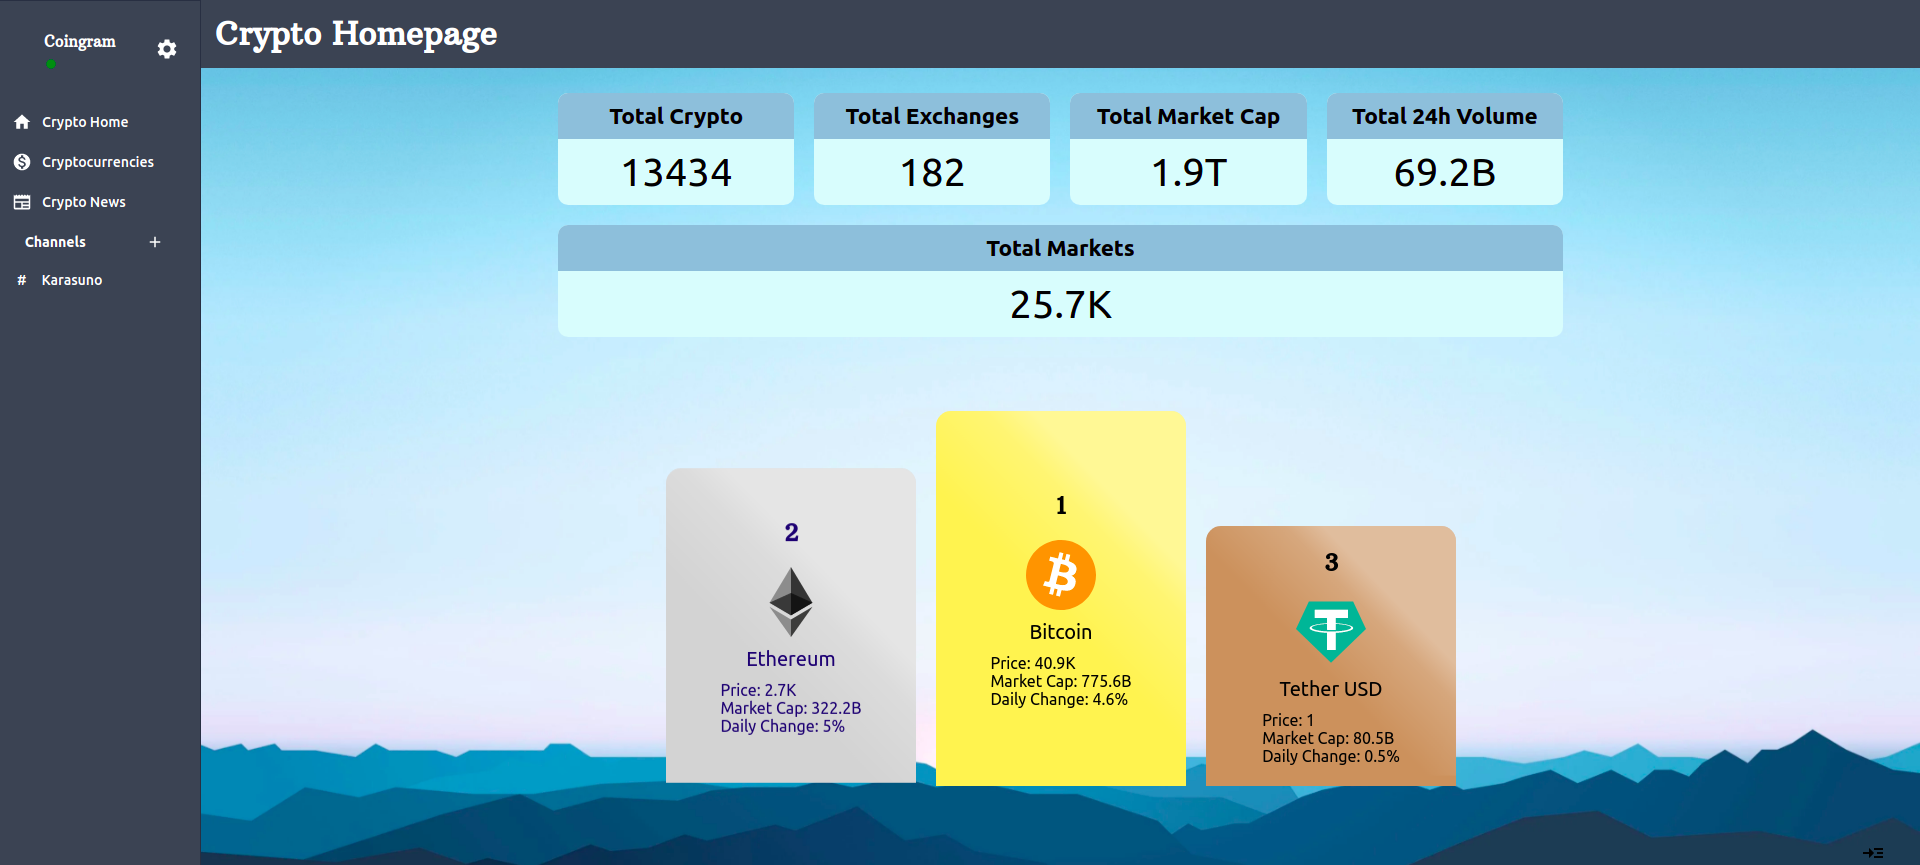 Coingram
Crypto Home
Cryptocurrencies
Crypto News
Channels +
# Karasuno
Crypto Homepage
Total Crypto
13434
Total Exchanges
182
Total Market Cap
1.9T
Total 24h Volume
69.2B
Total Markets
25.7K
2
Ethereum
Price: 2.7K
Market Cap: 322.2B
Daily Change: 5%
1
Bitcoin
Price: 40.9K
Market Cap: 775.6B
Daily Change: 4.6%
3
Tether USD
Price: 1
Market Cap: 80.5B
Daily Change: 0.5%